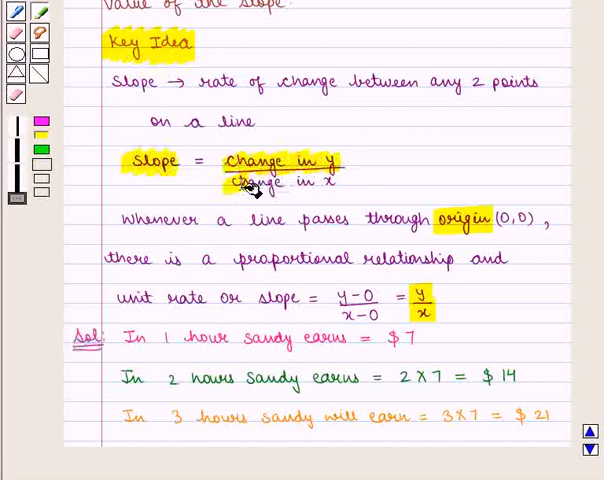 value of the slope.
Key Idea
Slope → rate of change between any 2 points
on a line
Slope = change in y / change in x
Whenever a line passes through origin (0,0),
there is a proportional relationship and
unit rate or slope = y-0 / x-0 = y / x
Sol: In 1 hour sandy earns = $7
In 2 hours sandy earns = 2×7 = $14
In 3 hours sandy will earn = 3×7 = $21